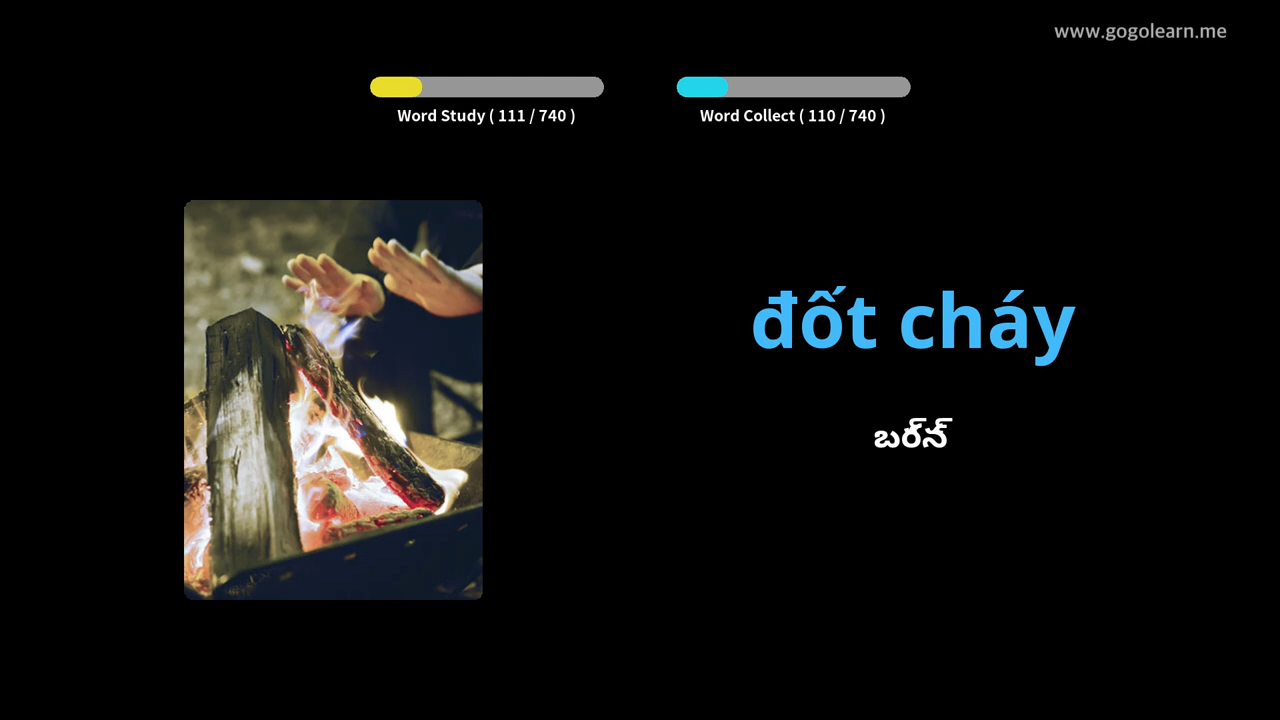 www.gogolearn.me
Word Study ( 111 / 740 )
Word Collect ( 110 / 740 )
đốt cháy
బర్న్